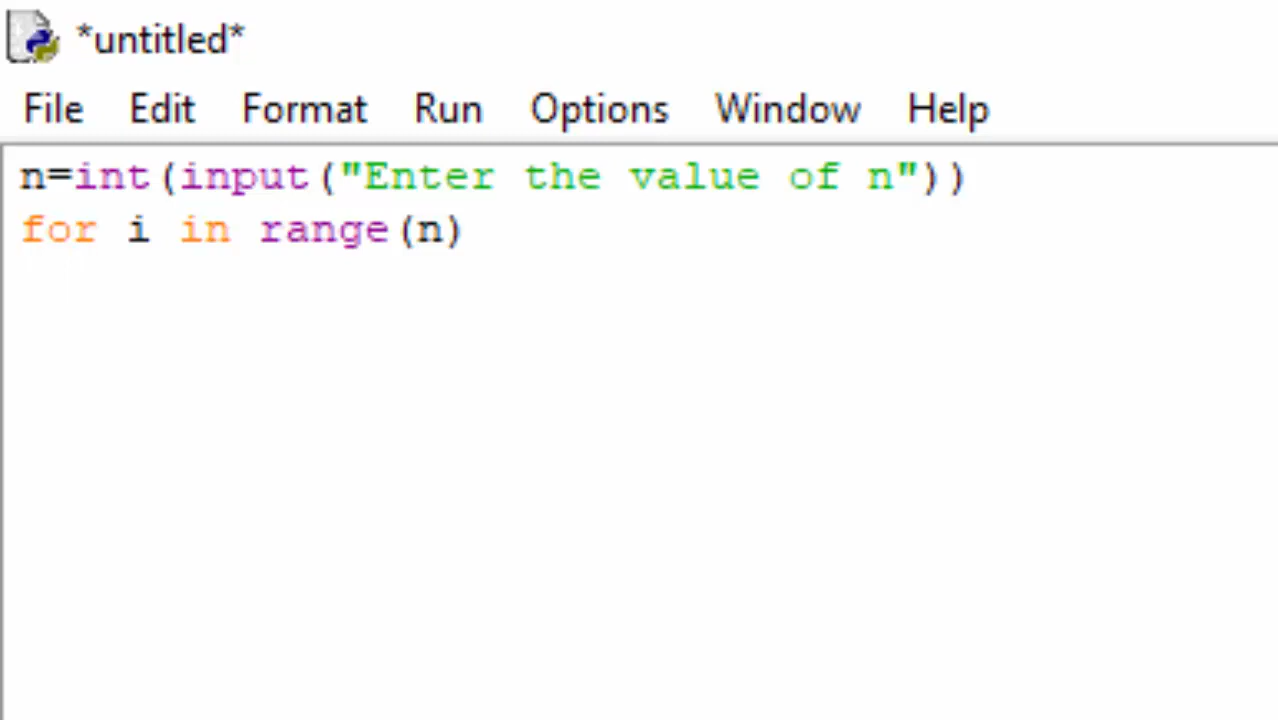 *untitled*
File Edit Format Run Options Window Help
n=int(input("Enter the value of n"))
for i in range(n)